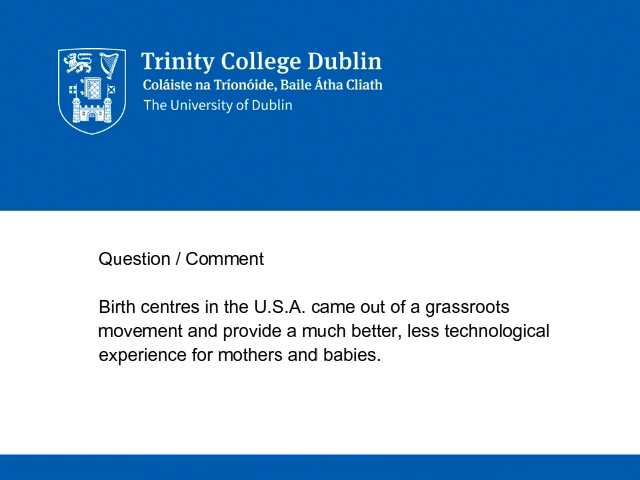 Trinity College Dublin
Coláiste na Tríonóide, Baile Átha Cliath
The University of Dublin
Question / Comment
Birth centres in the U.S.A. came out of a grassroots
movement and provide a much better, less technological
experience for mothers and babies.